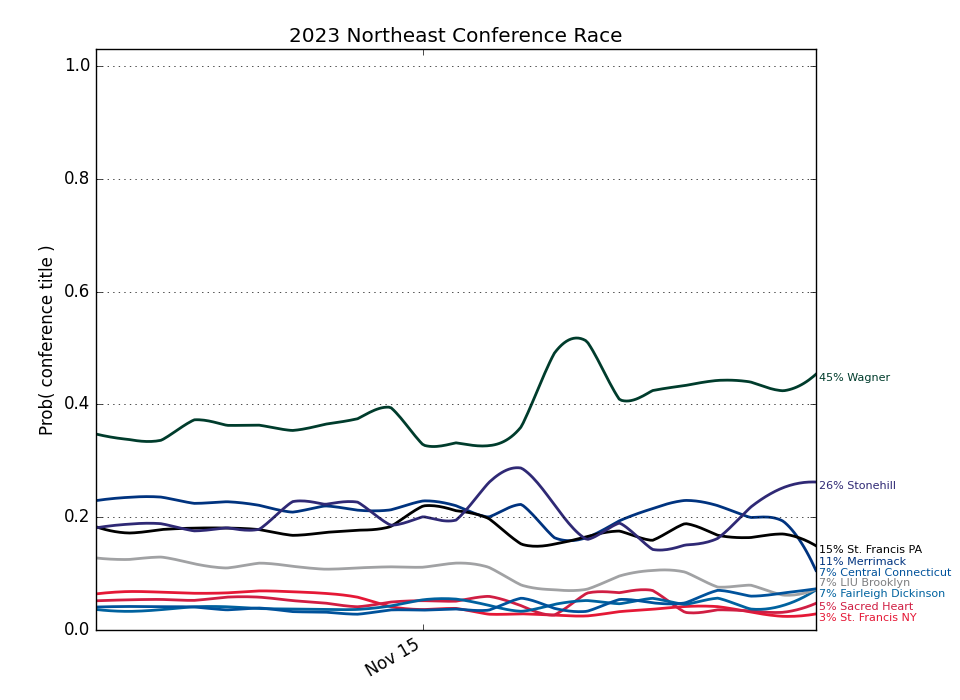 2023 Northeast Conference Race
Prob( conference title )
1.0
0.8
0.6
0.4
0.2
0.0
Nov 15
45% Wagner
26% Stonehill
15% St. Francis PA
11% Merrimack
7% Central Connecticut
7% LIU Brooklyn
7% Fairleigh Dickinson
5% Sacred Heart
3% St. Francis NY